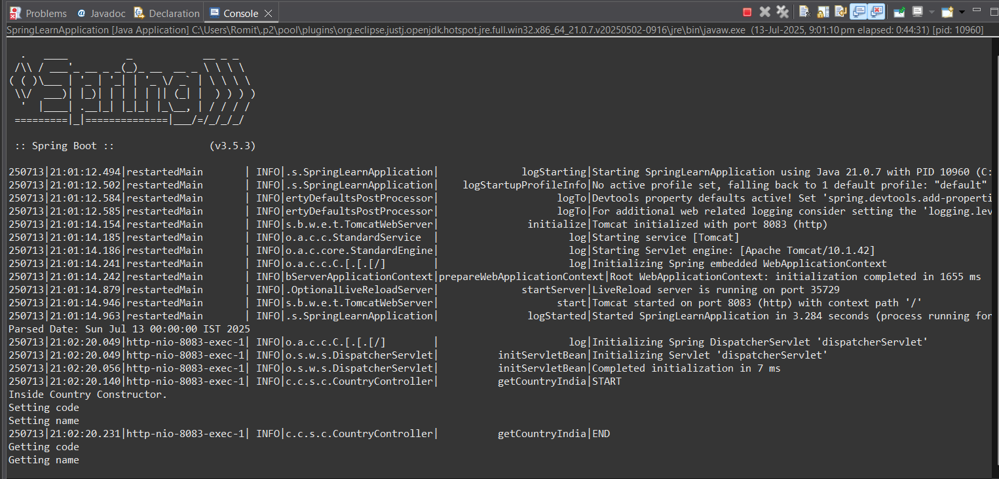 Problems @ Javadoc Declaration Console
SpringLearnApplication [Java Application] C:\Users\Romit\.p2\pool\plugins\org.eclipse.justj.openjdk.hotspot.jre.full.win32.x86_64_21.0.7.v20250502-0916\jre\bin\javaw.exe (13-Jul-2025, 9:01:10 pm elapsed: 0:44:31) [pid: 10960]
  .   ____          _            __ _ _
 /\\ / ___'_ __ _ _(_)_ __  __ _ \ \ \ \
( ( )\___ | '_ | '_| | '_ \/ _` | \ \ \ \
 \\/  ___)| |_)| | | | | || (_| |  ) ) ) )
  '  |____| .__|_| |_|_| |_\__, | / / / /
 =========|_|==============|___/=/_/_/_/
 :: Spring Boot ::                (v3.5.3)
250713|21:01:12.494|restartedMain       | INFO|.s.SpringLearnApplication|              logStarting|Starting SpringLearnApplication using Java 21.0.7 with PID 10960 (C:
250713|21:01:12.502|restartedMain       | INFO|.s.SpringLearnApplication|    logStartupProfileInfo|No active profile set, falling back to 1 default profile: "default"
250713|21:01:12.584|restartedMain       | INFO|ertyDefaultsPostProcessor|                    logTo|Devtools property defaults active! Set 'spring.devtools.add-properti
250713|21:01:12.585|restartedMain       | INFO|ertyDefaultsPostProcessor|                    logTo|For additional web related logging consider setting the 'logging.lev
250713|21:01:14.154|restartedMain       | INFO|s.b.w.e.t.TomcatWebServer|               initialize|Tomcat initialized with port 8083 (http)
250713|21:01:14.185|restartedMain       | INFO|o.a.c.c.StandardService  |                      log|Starting service [Tomcat]
250713|21:01:14.186|restartedMain       | INFO|o.a.c.core.StandardEngine|                      log|Starting Servlet engine: [Apache Tomcat/10.1.42]
250713|21:01:14.241|restartedMain       | INFO|o.a.c.c.C.[.[.[/]        |                      log|Initializing Spring embedded WebApplicationContext
250713|21:01:14.242|restartedMain       | INFO|bServerApplicationContext|prepareWebApplicationContext|Root WebApplicationContext: initialization completed in 1655 ms
250713|21:01:14.879|restartedMain       | INFO|.OptionalLiveReloadServer|              startServer|LiveReload server is running on port 35729
250713|21:01:14.946|restartedMain       | INFO|s.b.w.e.t.TomcatWebServer|                    start|Tomcat started on port 8083 (http) with context path '/'
250713|21:01:14.963|restartedMain       | INFO|.s.SpringLearnApplication|               logStarted|Started SpringLearnApplication in 3.284 seconds (process running for
Parsed Date: Sun Jul 13 00:00:00 IST 2025
250713|21:02:20.049|http-nio-8083-exec-1| INFO|o.a.c.c.C.[.[.[/]        |                      log|Initializing Spring DispatcherServlet 'dispatcherServlet'
250713|21:02:20.049|http-nio-8083-exec-1| INFO|o.s.w.s.DispatcherServlet|          initServletBean|Initializing Servlet 'dispatcherServlet'
250713|21:02:20.056|http-nio-8083-exec-1| INFO|o.s.w.s.DispatcherServlet|          initServletBean|Completed initialization in 7 ms
250713|21:02:20.140|http-nio-8083-exec-1| INFO|c.c.s.c.CountryController|          getCountryIndia|START
Inside Country Constructor.
Setting code
Setting name
250713|21:02:20.231|http-nio-8083-exec-1| INFO|c.c.s.c.CountryController|          getCountryIndia|END
Getting code
Getting name